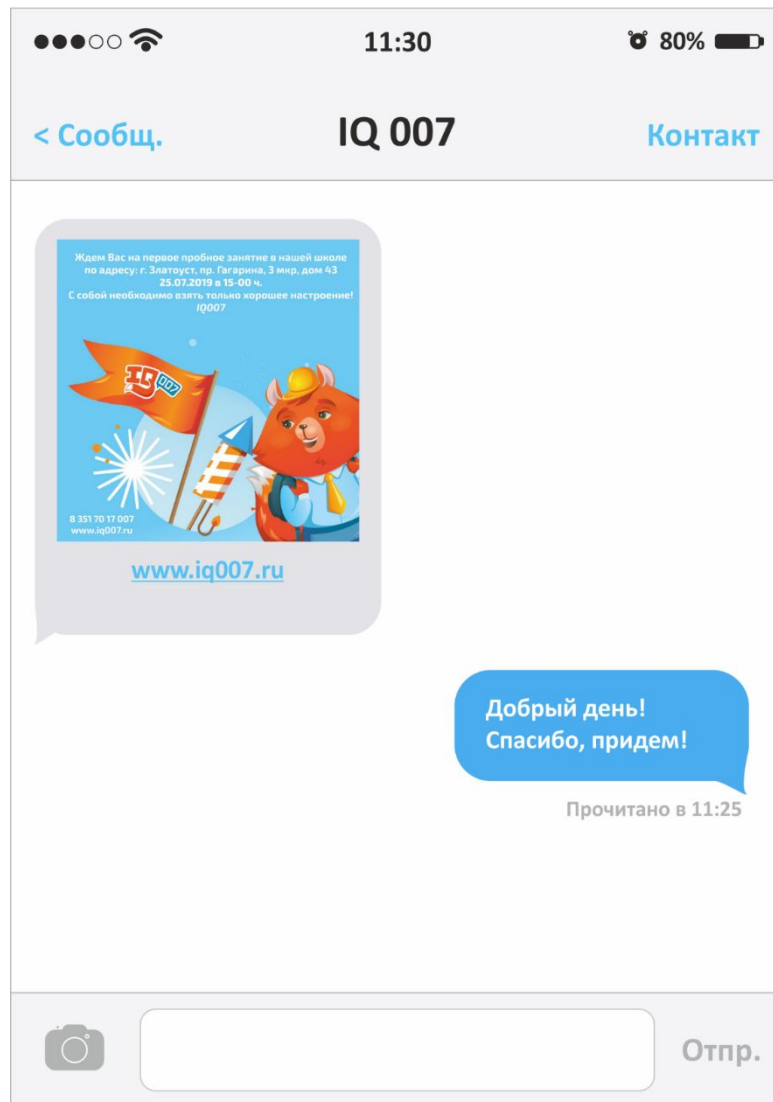 11:30
80%
< Сообщ.
IQ 007
Контакт
Ждем Вас на первое пробное занятие в нашей школе
по адресу: г. Златоуст, пр. Гагарина, 3 мкр, дом 43
25.07.2019 в 15-00 ч.
С собой необходимо взять только хорошее настроение!
IQ007
IQ 007
8 351 70 17 007
www.iq007.ru
www.iq007.ru
Добрый день!
Спасибо, придем!
Прочитано в 11:25
Отпр.